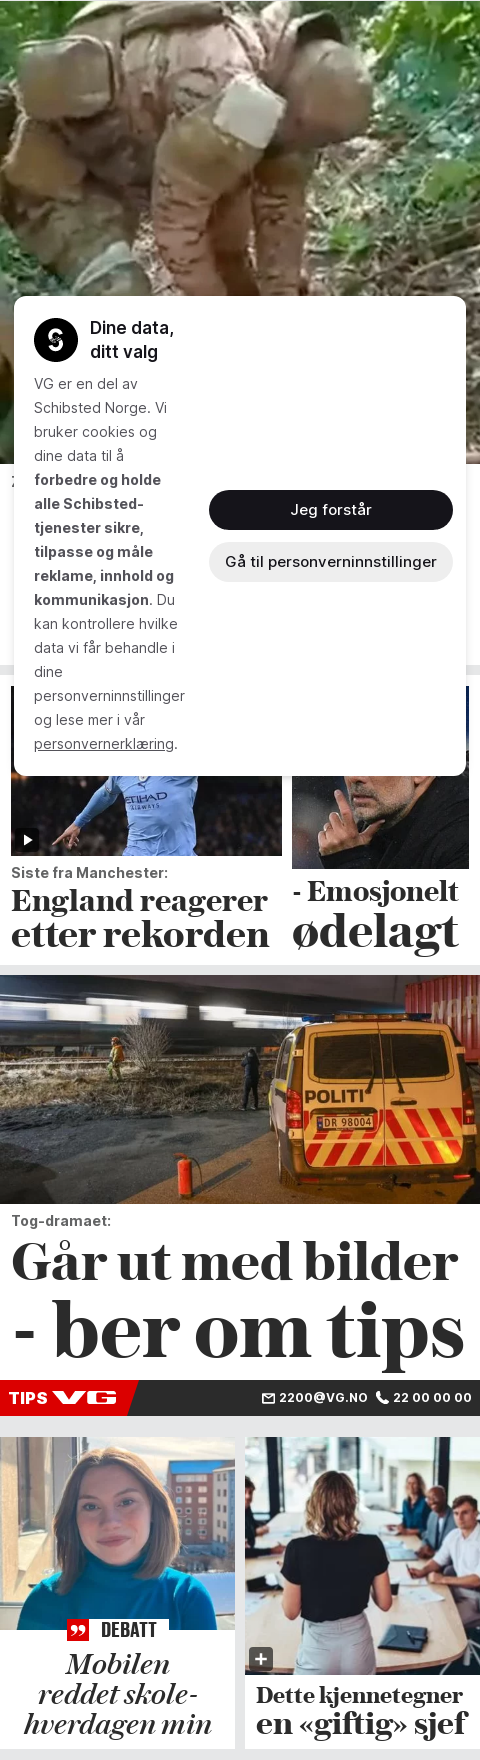 Dine data,
ditt valg
VG er en del av
Schibsted Norge. Vi
bruker cookies og
dine data til å
forbedre og holde
alle Schibsted-
tjenester sikre,
tilpasse og måle
reklame, innhold og
kommunikasjon. Du
kan kontrollere hvilke
data vi får behandle i
dine
personverninnstillinger
og lese mer i vår
personvernerklæring.
Jeg forstår
Gå til personverninnstillinger
ETIHAD
AIRWAYS
Siste fra Manchester:
England reagerer
etter rekorden
- Emosjonelt
ødelagt
POLITI
DR 98004
Tog-dramaet:
Går ut med bilder
- ber om tips
TIPS VG
2200@VG.NO
22 00 00 00
DEBATT
Mobilen
reddet skole-
hverdagen min
Dette kjennetegner
en «giftig» sjef